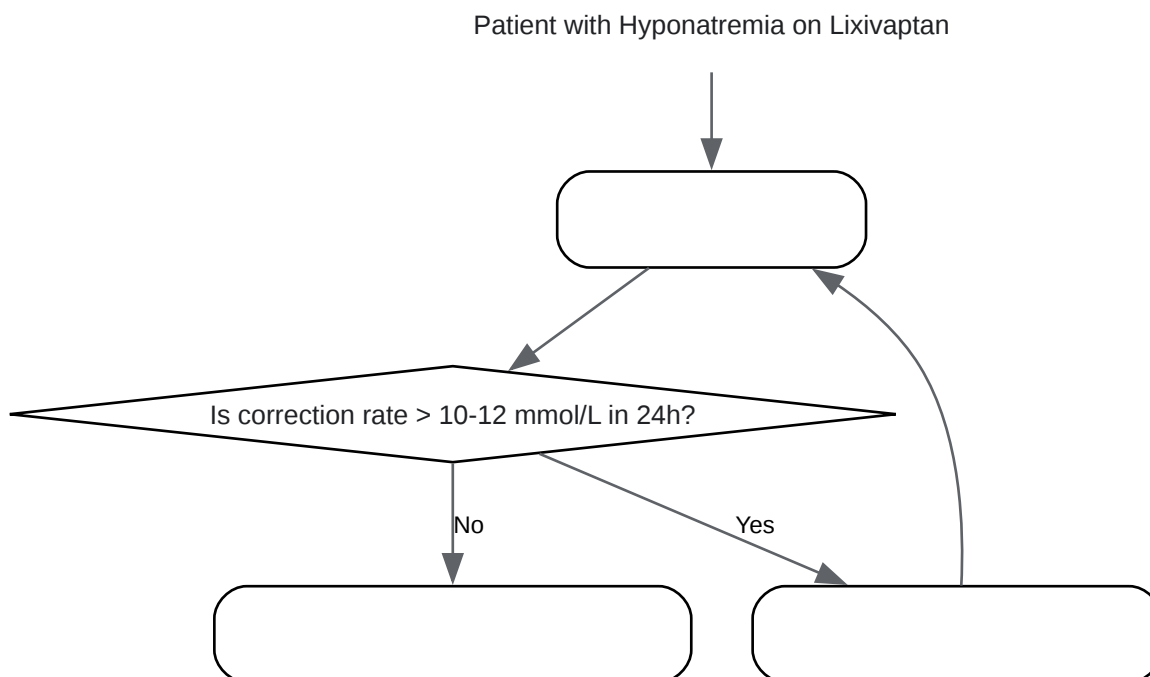 Patient with Hyponatremia on Lixivaptan
Is correction rate > 10-12 mmol/L in 24h?
No
Yes